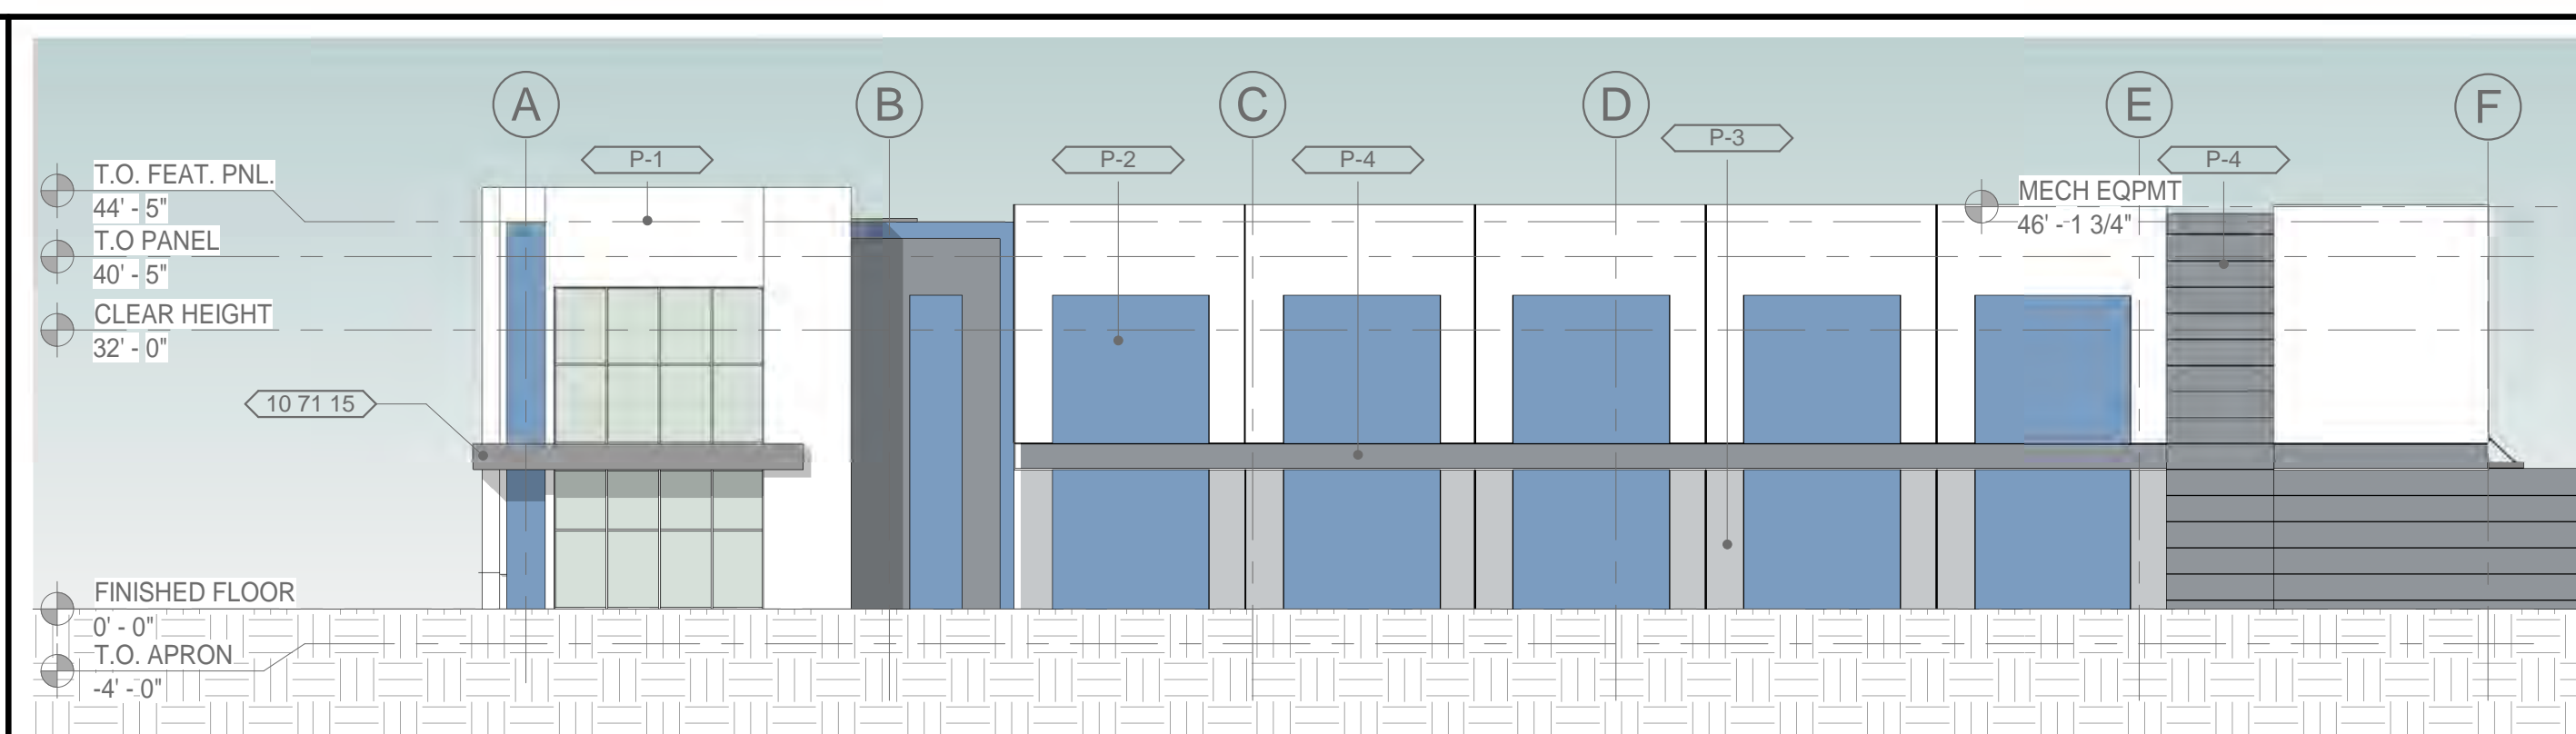 A
B
C
D
E
F
P-1
P-2
P-4
P-3
P-4
T.O. FEAT. PNL.
44' - 5"
T.O PANEL
40' - 5"
MECH EQPMT
46' - 1 3/4"
CLEAR HEIGHT
32' - 0"
10 71 15
FINISHED FLOOR
0' - 0"
T.O. APRON
-4' - 0"